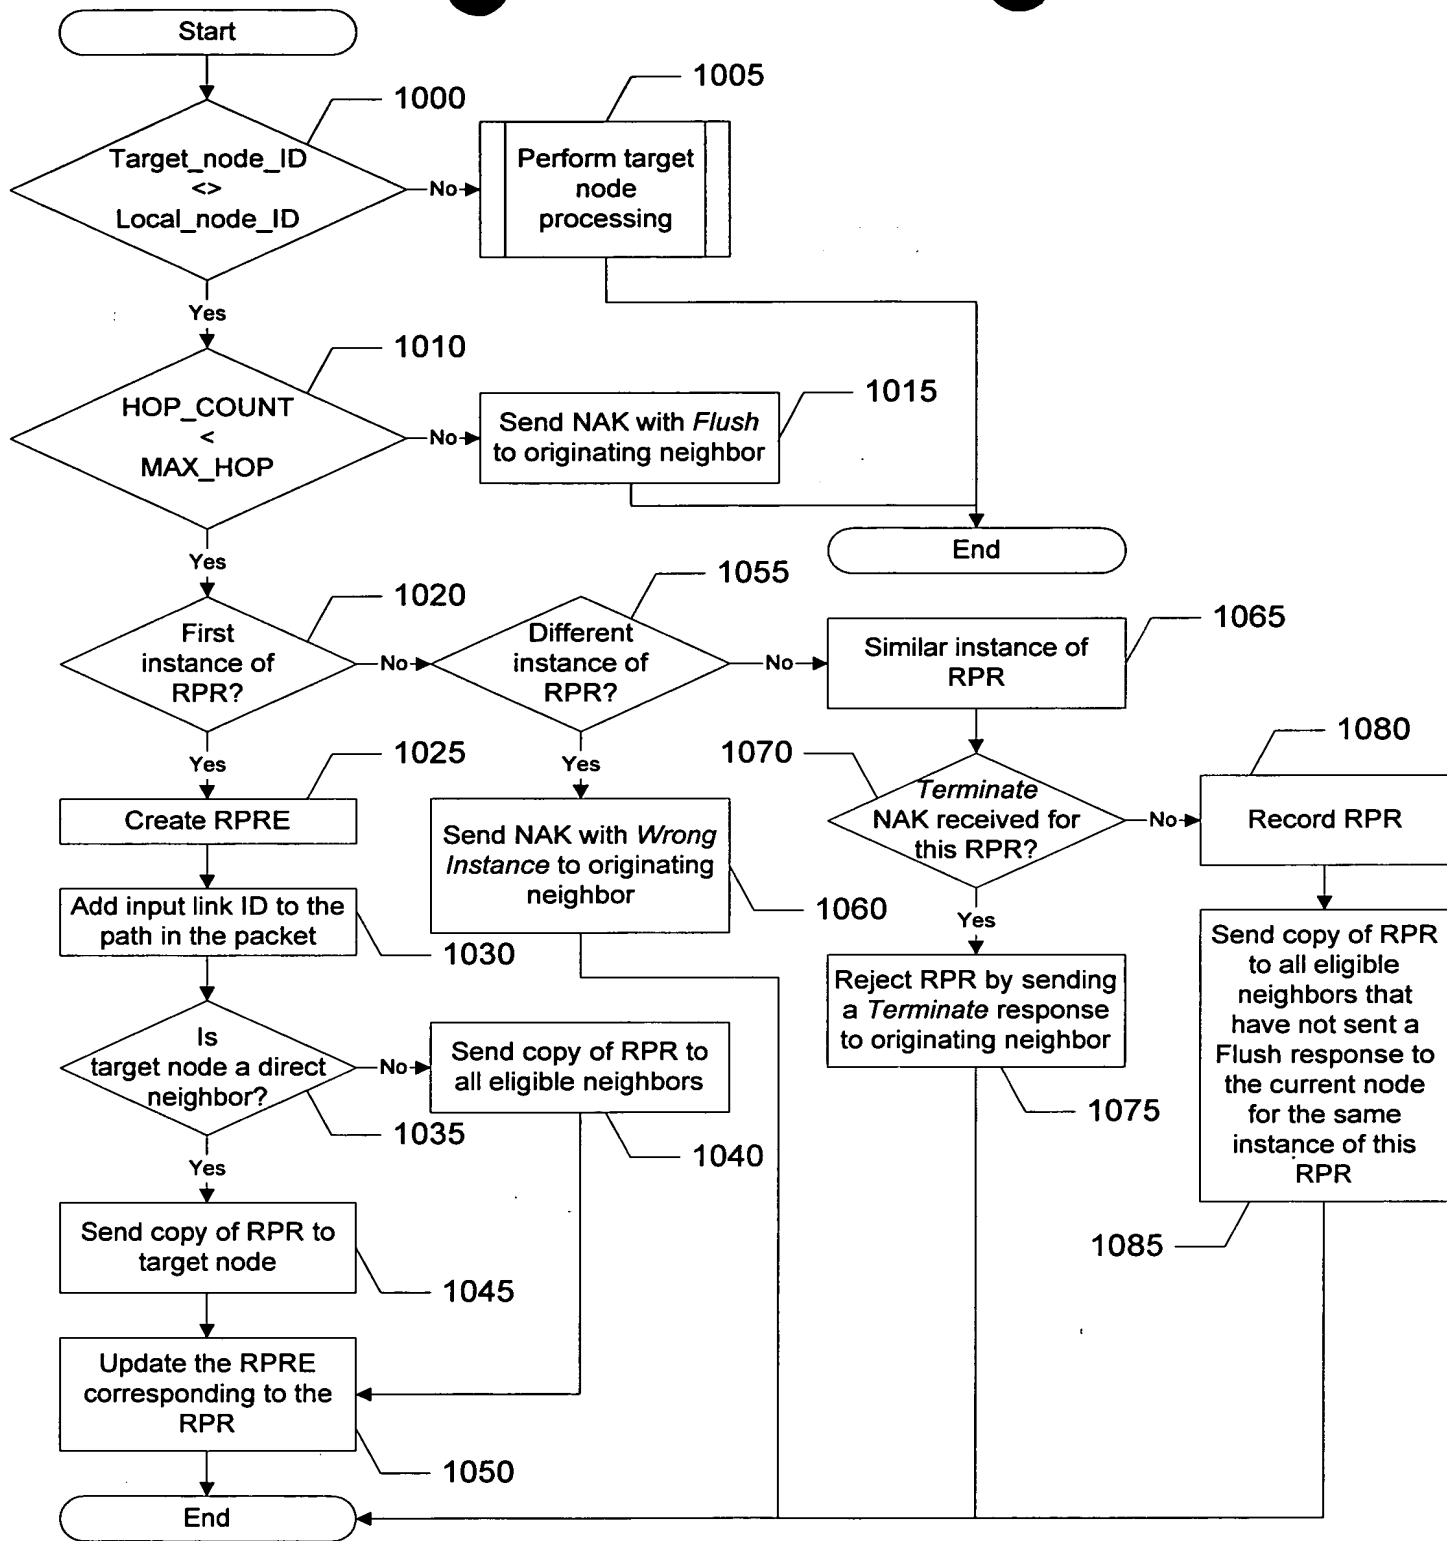 Start
1000
Target_node_ID
<>
Local_node_ID
No
1005
Perform target
node
processing
Yes
1010
HOP_COUNT
<
MAX_HOP
No
1015
Send NAK with Flush
to originating neighbor
End
Yes
1020
First
instance of
RPR?
No
1055
Different
instance of
RPR?
No
1065
Similar instance of
RPR
Yes
1025
Create RPRE
Yes
Send NAK with Wrong
Instance to originating
neighbor
1060
1070
Terminate
NAK received for
this RPR?
No
1080
Record RPR
Add input link ID to the
path in the packet
1030
Yes
Reject RPR by sending
a Terminate response
to originating neighbor
1075
Send copy of RPR
to all eligible
neighbors that
have not sent a
Flush response to
the current node
for the same
instance of this
RPR
1085
Is
target node a direct
neighbor?
1035
No
Send copy of RPR to
all eligible neighbors
1040
Yes
Send copy of RPR to
target node
1045
Update the RPRE
corresponding to the
RPR
1050
End